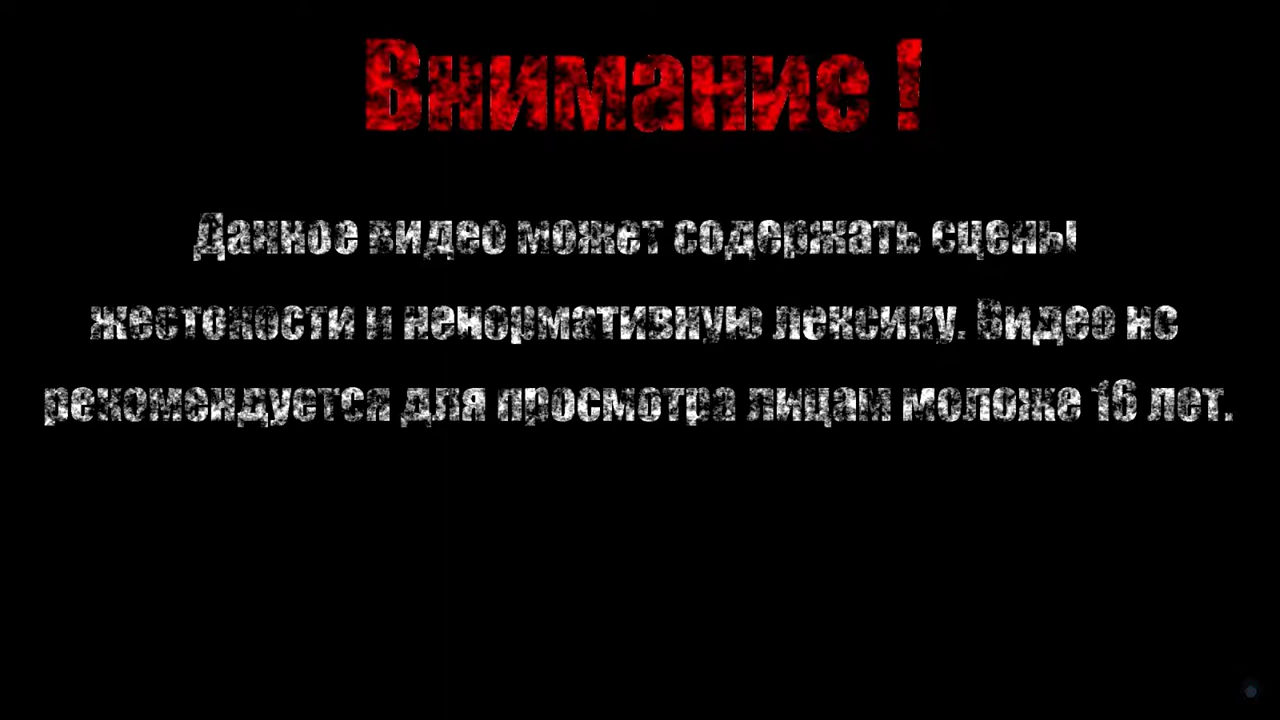 Внимание !
Данное видео может содержать сцены
жестокости и ненормативную лексику. Видео не
рекомендуется для просмотра лицам моложе 16 лет.